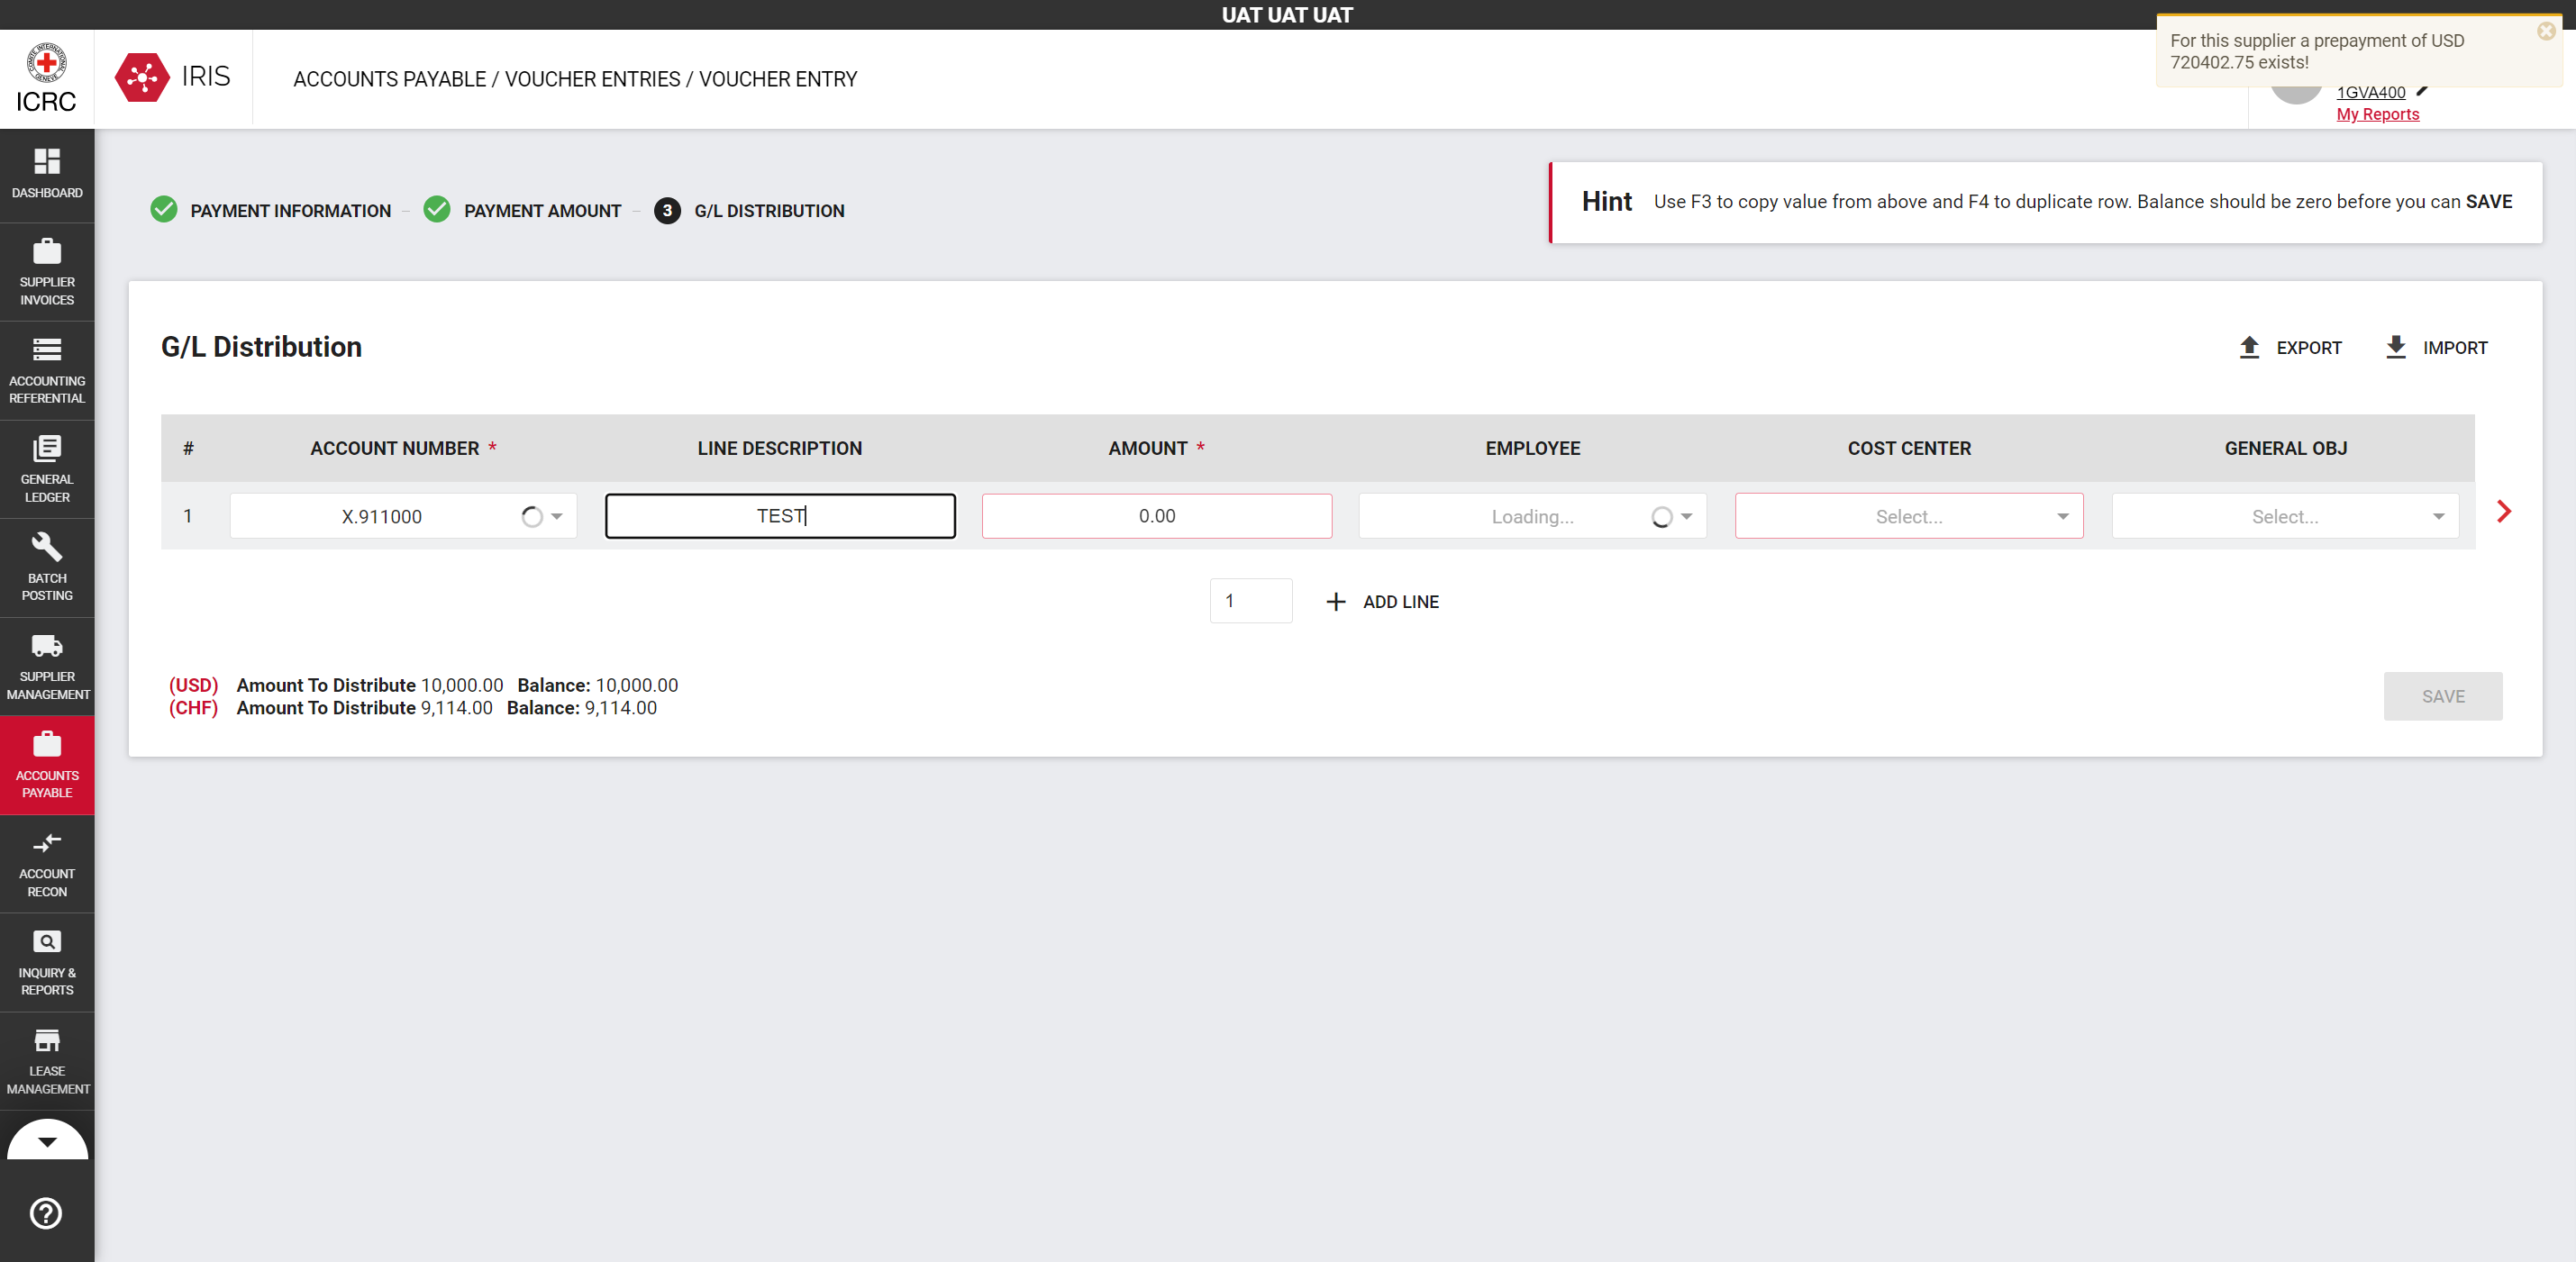 UAT UAT UAT
For this supplier a prepayment of USD
720402.75 exists!
ICRC
IRIS
ACCOUNTS PAYABLE / VOUCHER ENTRIES / VOUCHER ENTRY
1GVA400
My Reports
DASHBOARD
SUPPLIER
INVOICES
ACCOUNTING
REFERENTIAL
GENERAL
LEDGER
BATCH
POSTING
SUPPLIER
MANAGEMENT
ACCOUNTS
PAYABLE
ACCOUNT
RECON
INQUIRY &
REPORTS
LEASE
MANAGEMENT
PAYMENT INFORMATION
PAYMENT AMOUNT
3 G/L DISTRIBUTION
Hint Use F3 to copy value from above and F4 to duplicate row. Balance should be zero before you can SAVE
G/L Distribution
EXPORT
IMPORT
# ACCOUNT NUMBER * LINE DESCRIPTION AMOUNT * EMPLOYEE COST CENTER GENERAL OBJ
1 X.911000 TEST 0.00 Loading... Select... Select...
1 + ADD LINE
(USD) Amount To Distribute 10,000.00 Balance: 10,000.00
(CHF) Amount To Distribute 9,114.00 Balance: 9,114.00
SAVE